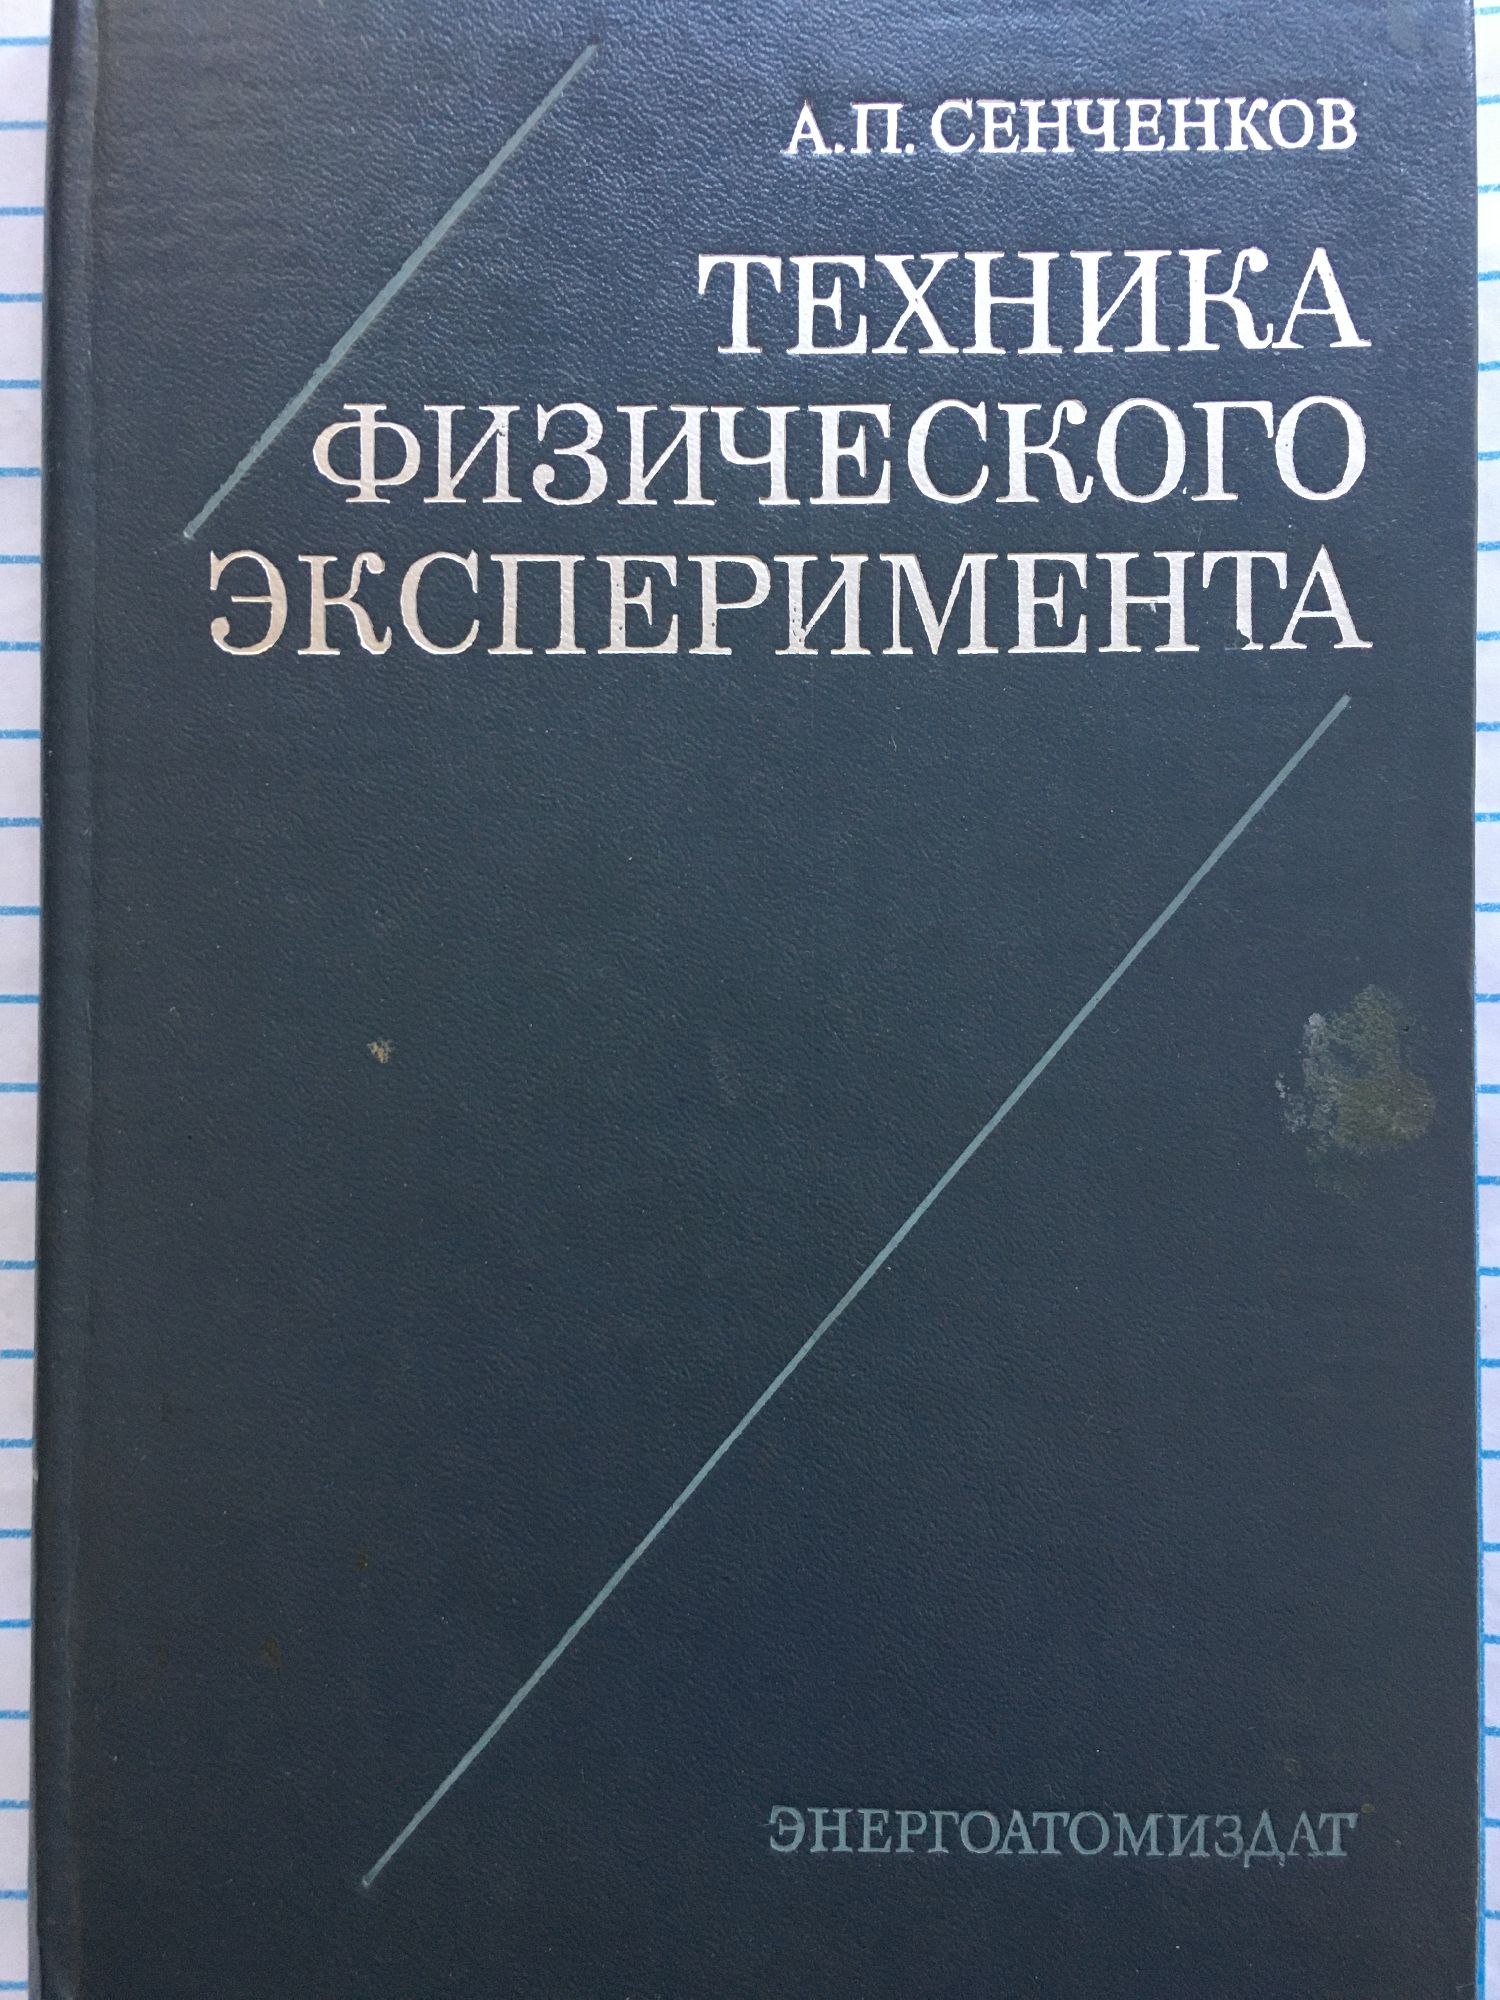 А.П. СЕНЧЕНКОВ
ТЕХНИКА
ФИЗИЧЕСКОГО
ЭКСПЕРИМЕНТА
ЭНЕРГОАТОМИЗДАТ